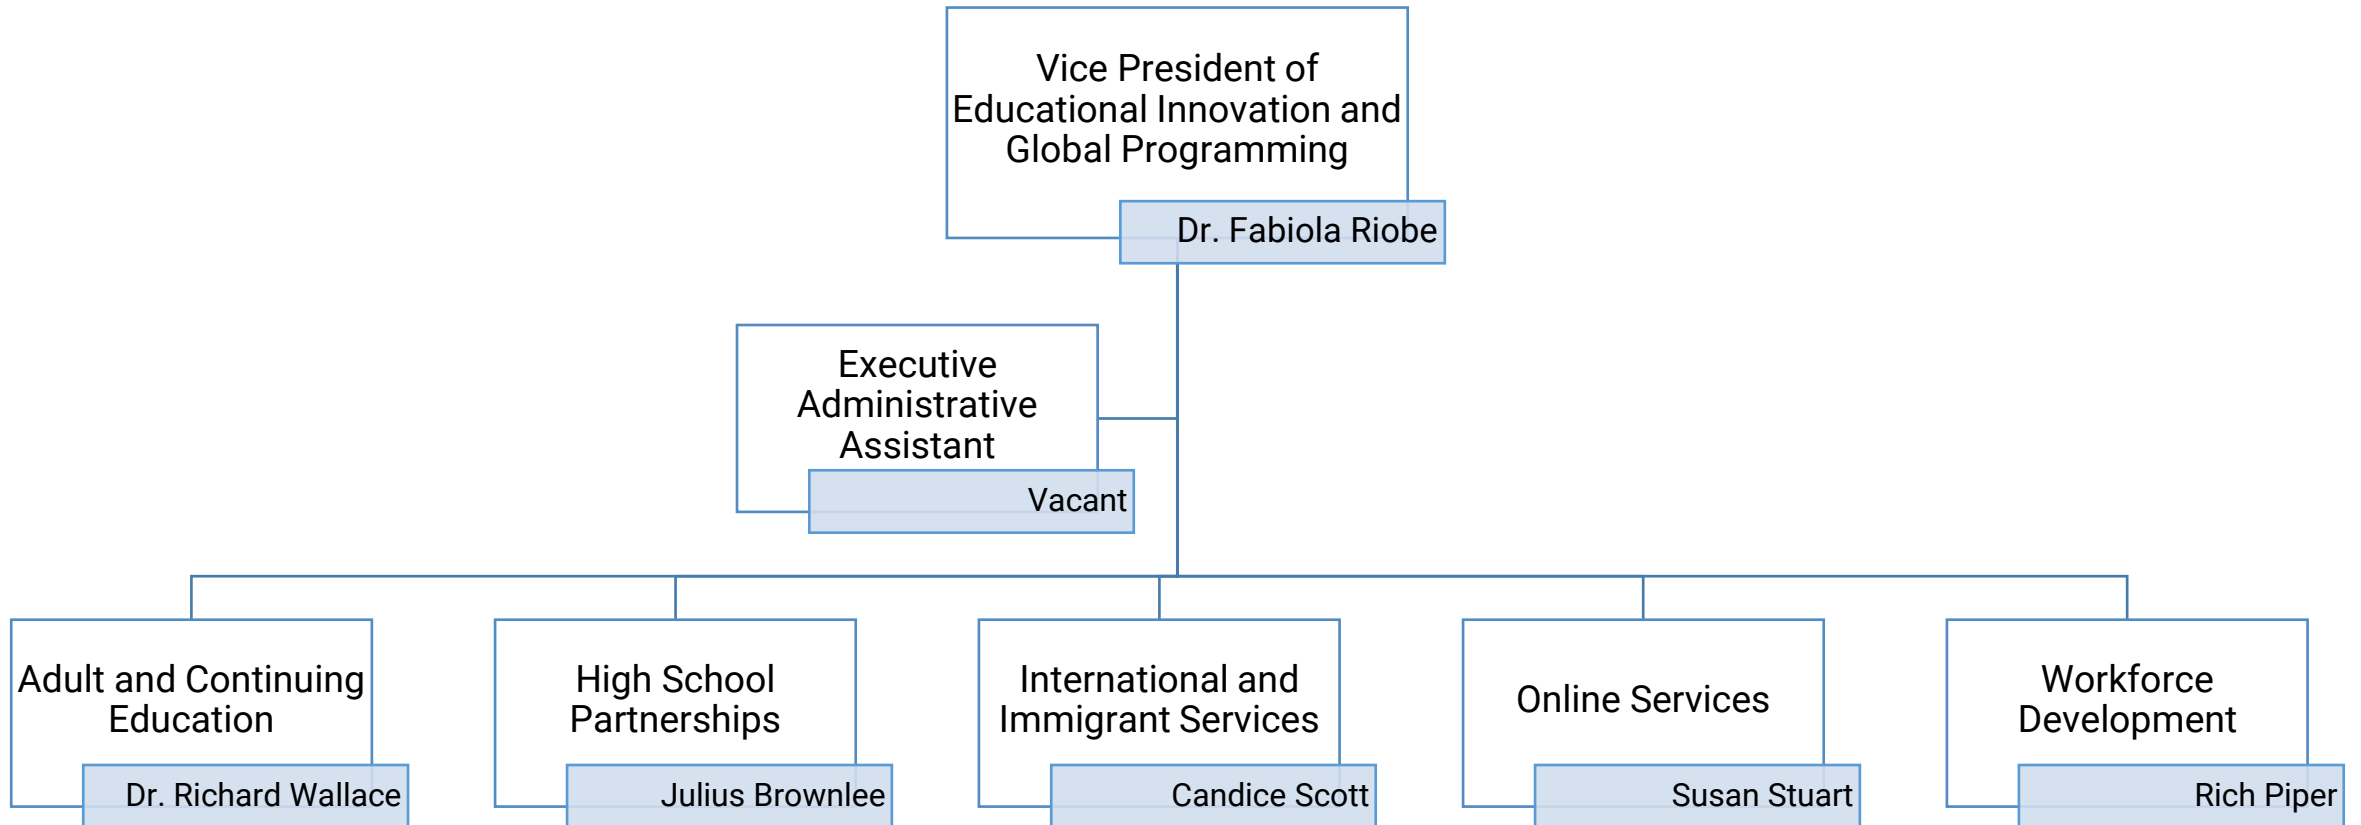 Vice President of
Educational Innovation and
Global Programming
Dr. Fabiola Riobe
Executive
Administrative
Assistant
Vacant
Adult and Continuing
Education
Dr. Richard Wallace
High School
Partnerships
Julius Brownlee
International and
Immigrant Services
Candice Scott
Online Services
Susan Stuart
Workforce
Development
Rich Piper